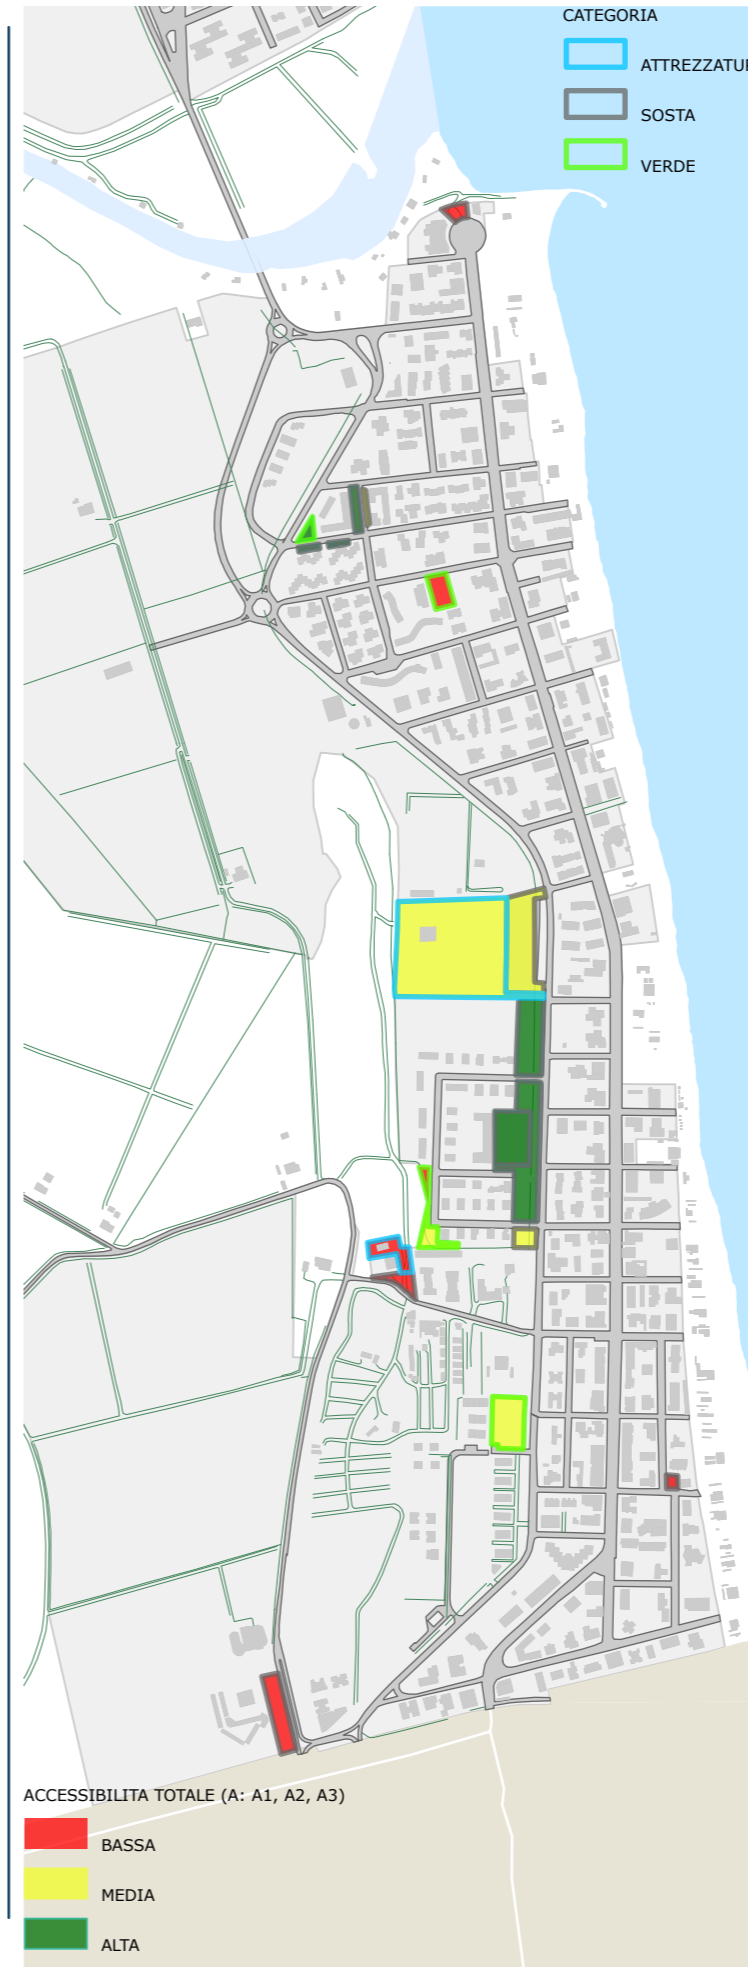 CATEGORIA
SOSTA
VERDE
ACCESSIBILITA TOTALE (A: A1, A2, A3)
BASSA
MEDIA
ALTA